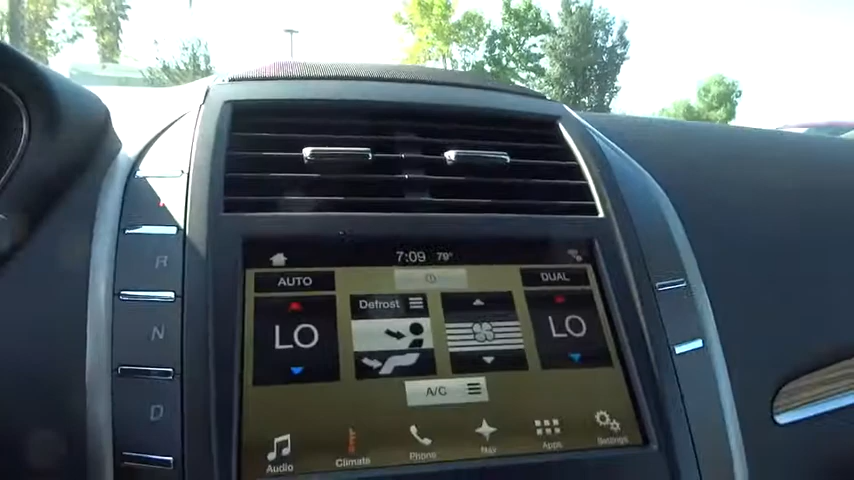 7:09 79°
AUTO DUAL
Defrost
LO LO
A/C
R
N
D
Audio Climate Phone Nav Apps Settings